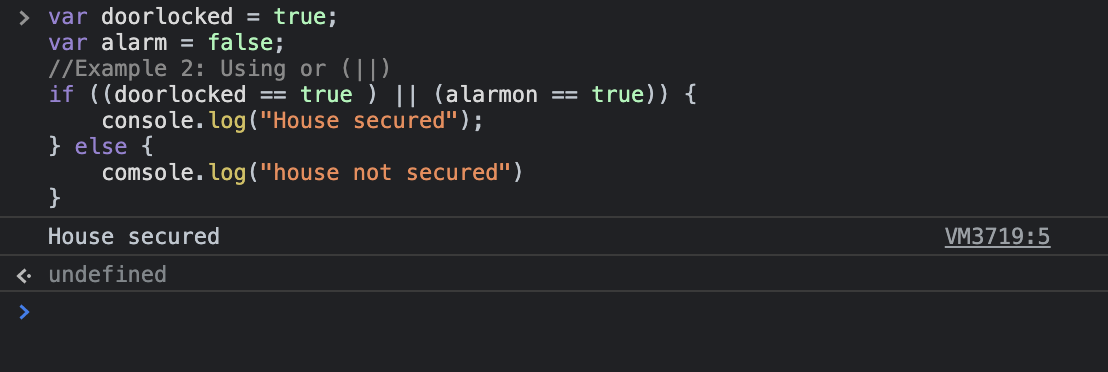 > var doorlocked = true;
var alarm = false;
//Example 2: Using or (||)
if ((doorlocked == true ) || (alarmon == true)) {
    console.log("House secured");
} else {
    comsole.log("house not secured")
}
House secured VM3719:5
undefined
>